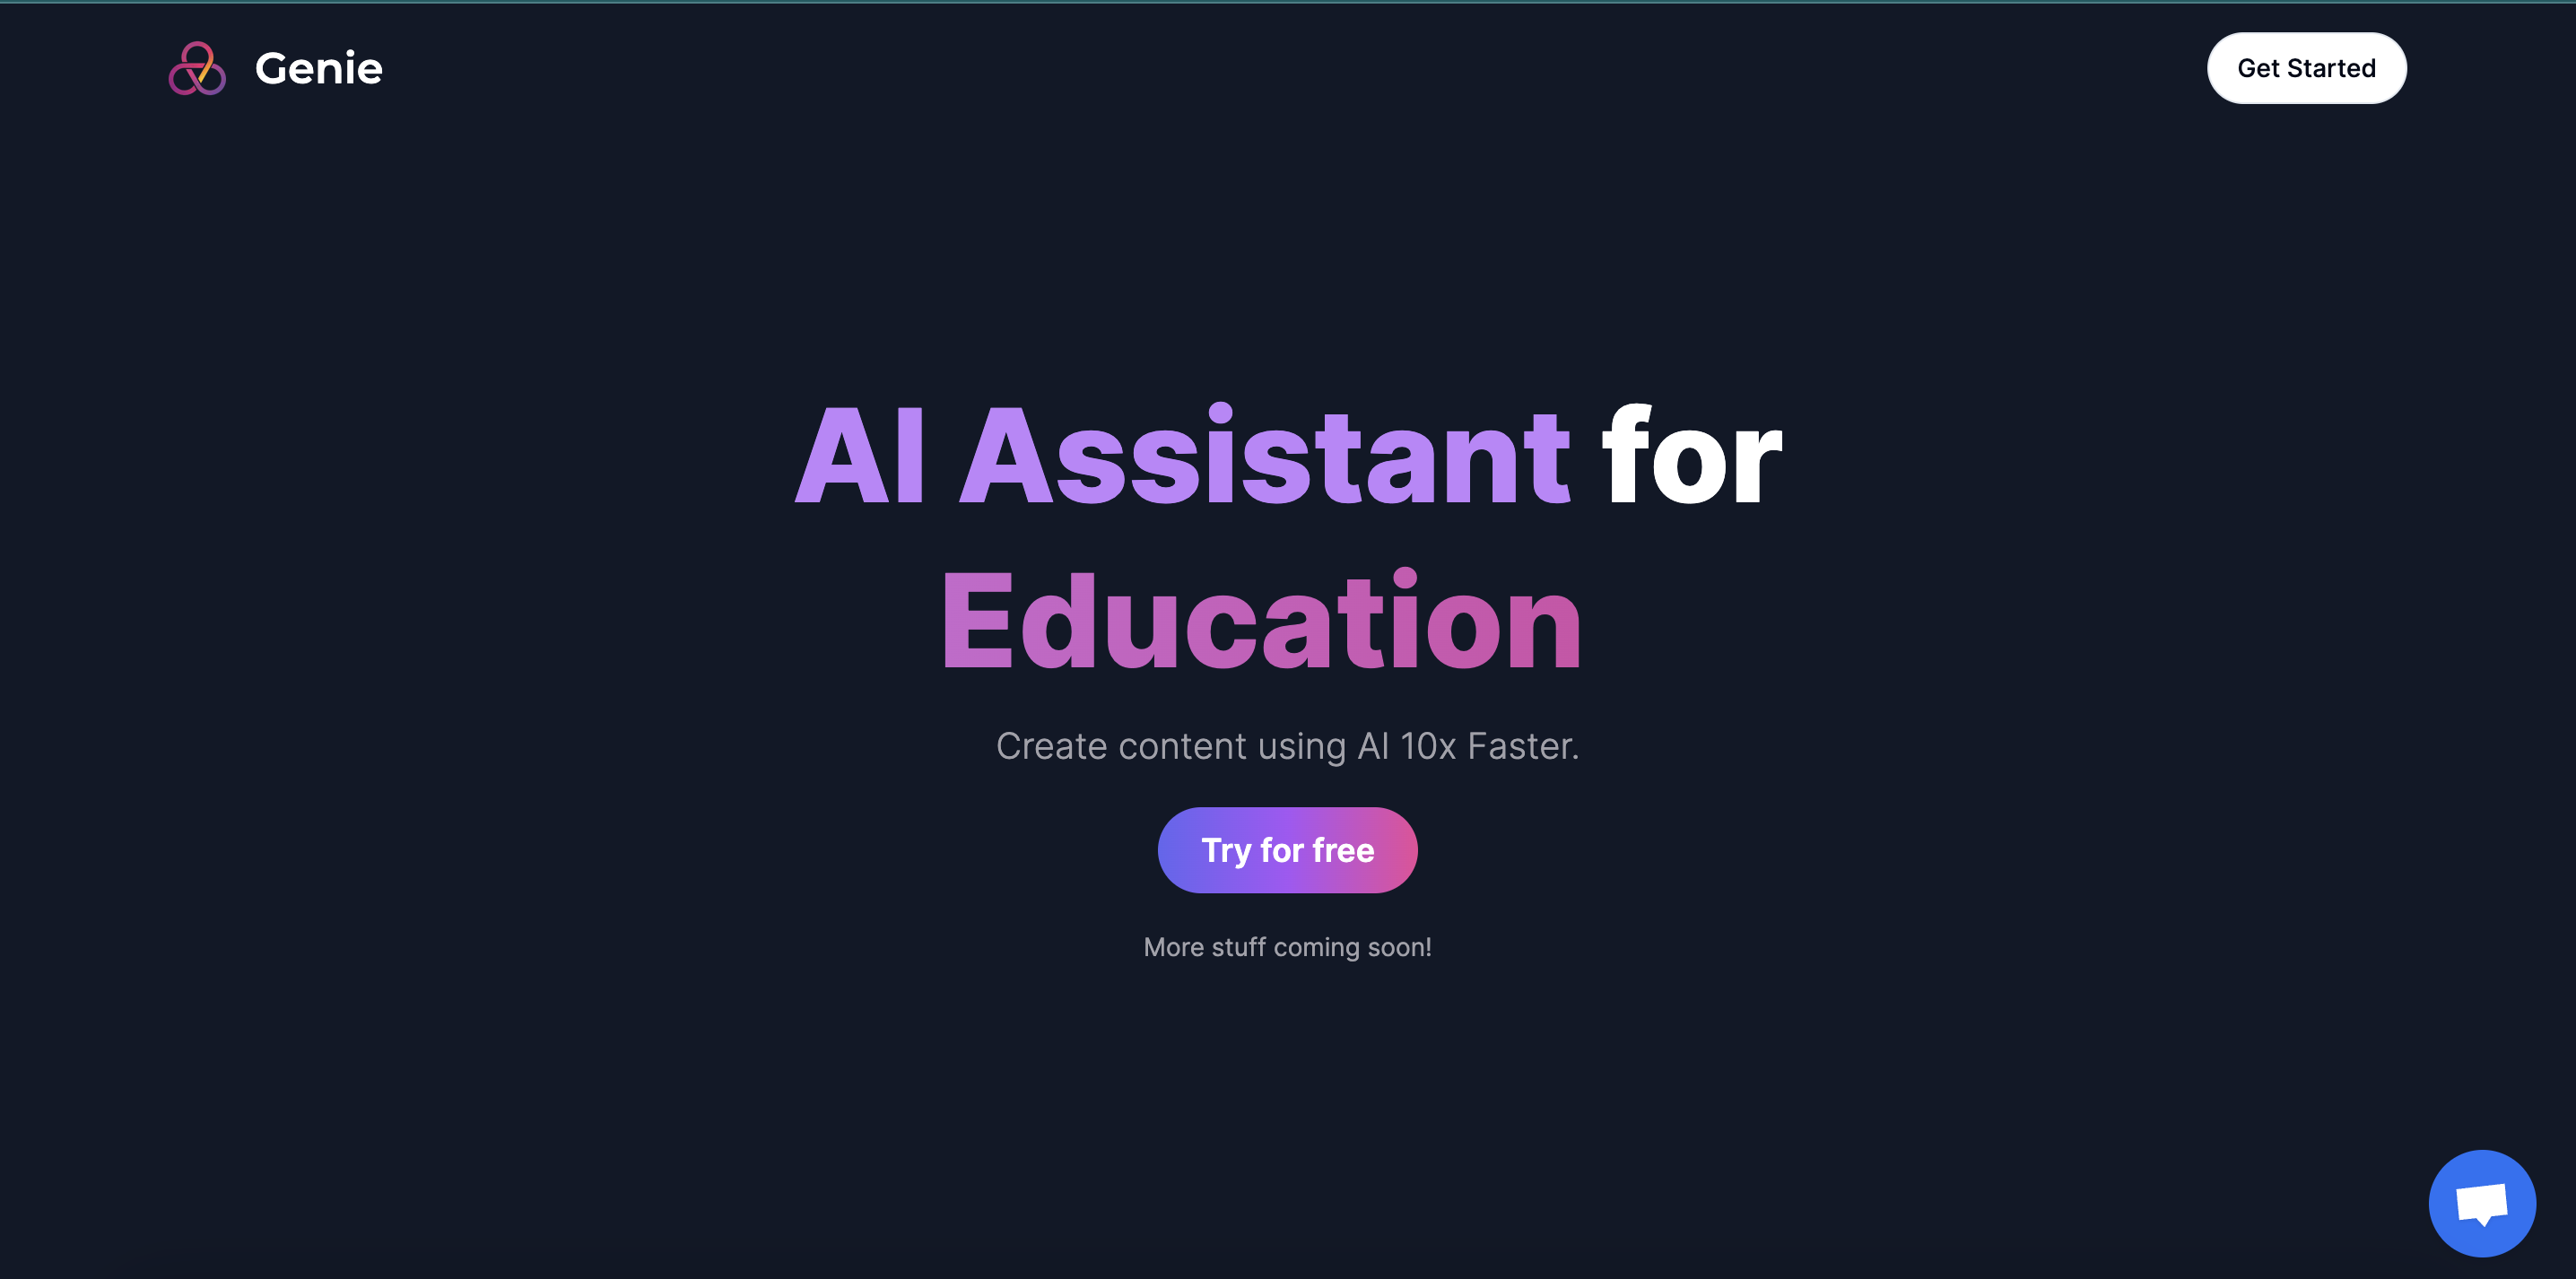 Genie
Get Started
AI Assistant for
Education
Create content using AI 10x Faster.
Try for free
More stuff coming soon!